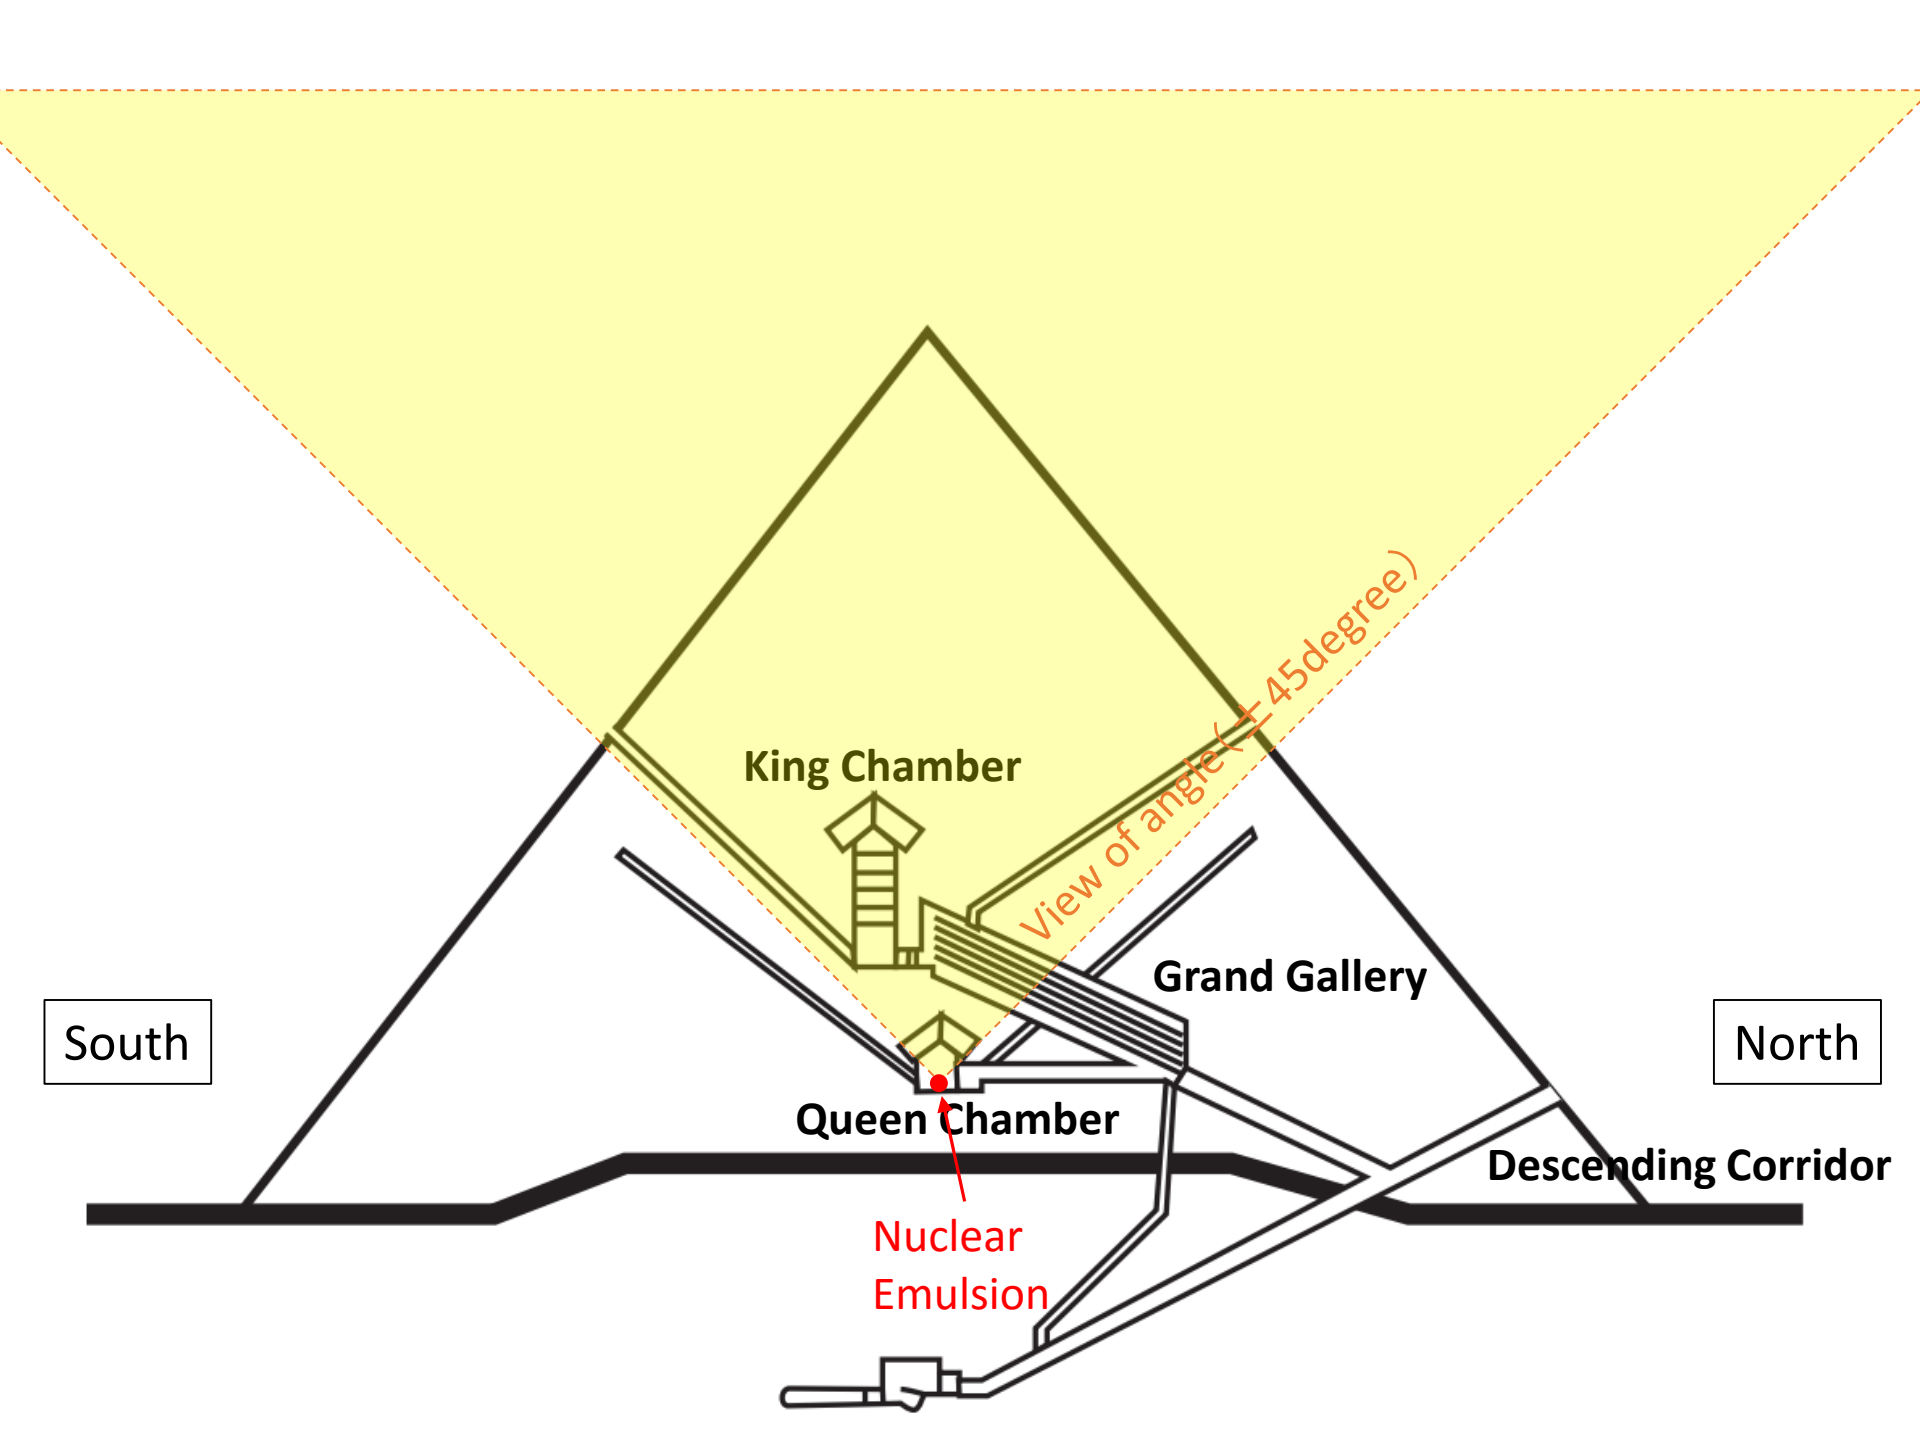 View of angle(±45degree)
King Chamber
Grand Gallery
South
North
Queen Chamber
Descending Corridor
Nuclear
Emulsion